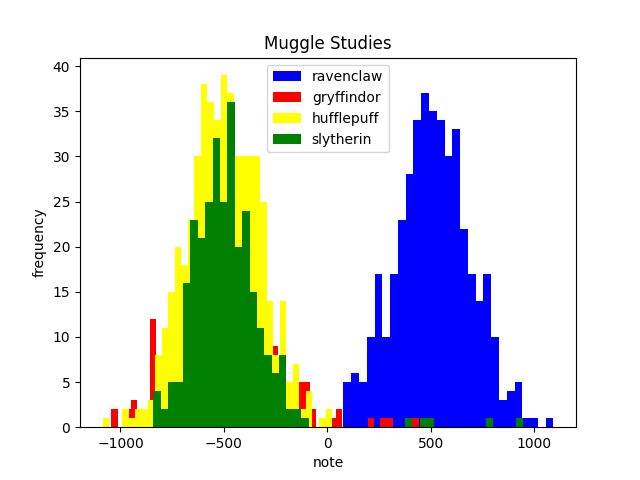 Muggle Studies
ravenclaw
gryffindor
hufflepuff
slytherin
frequency
40
35
30
25
20
15
10
5
0
−1000
−500
0
500
1000
note